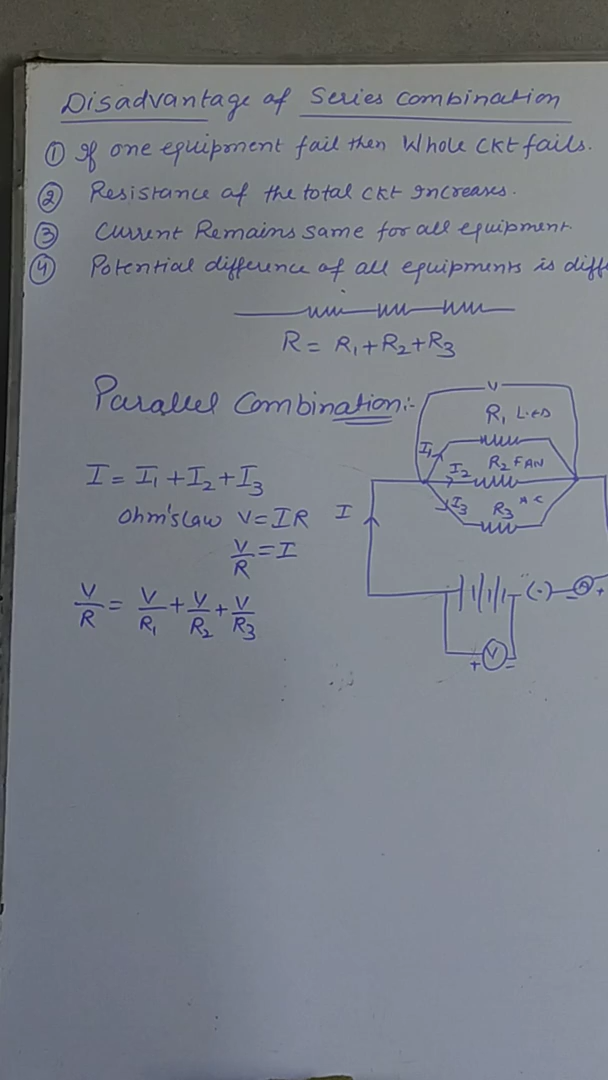 Disadvantage of Series Combination
① If one equipment fail then Whole CKt fails.
② Resistance of the total CKt Increases.
③ Current Remains same for all equipment.
④ Potential difference of all equipments is diff
R = R₁+R₂+R₃
Parallel Combination:-
V
R₁ LED
I₁
I₂ R₂ FAN
I₃ R₃ AC
I = I₁+I₂+I₃
Ohm's law V=IR
I
V/R = I
V/R = V/R₁ + V/R₂ + V/R₃
(·) - A +
+ V -